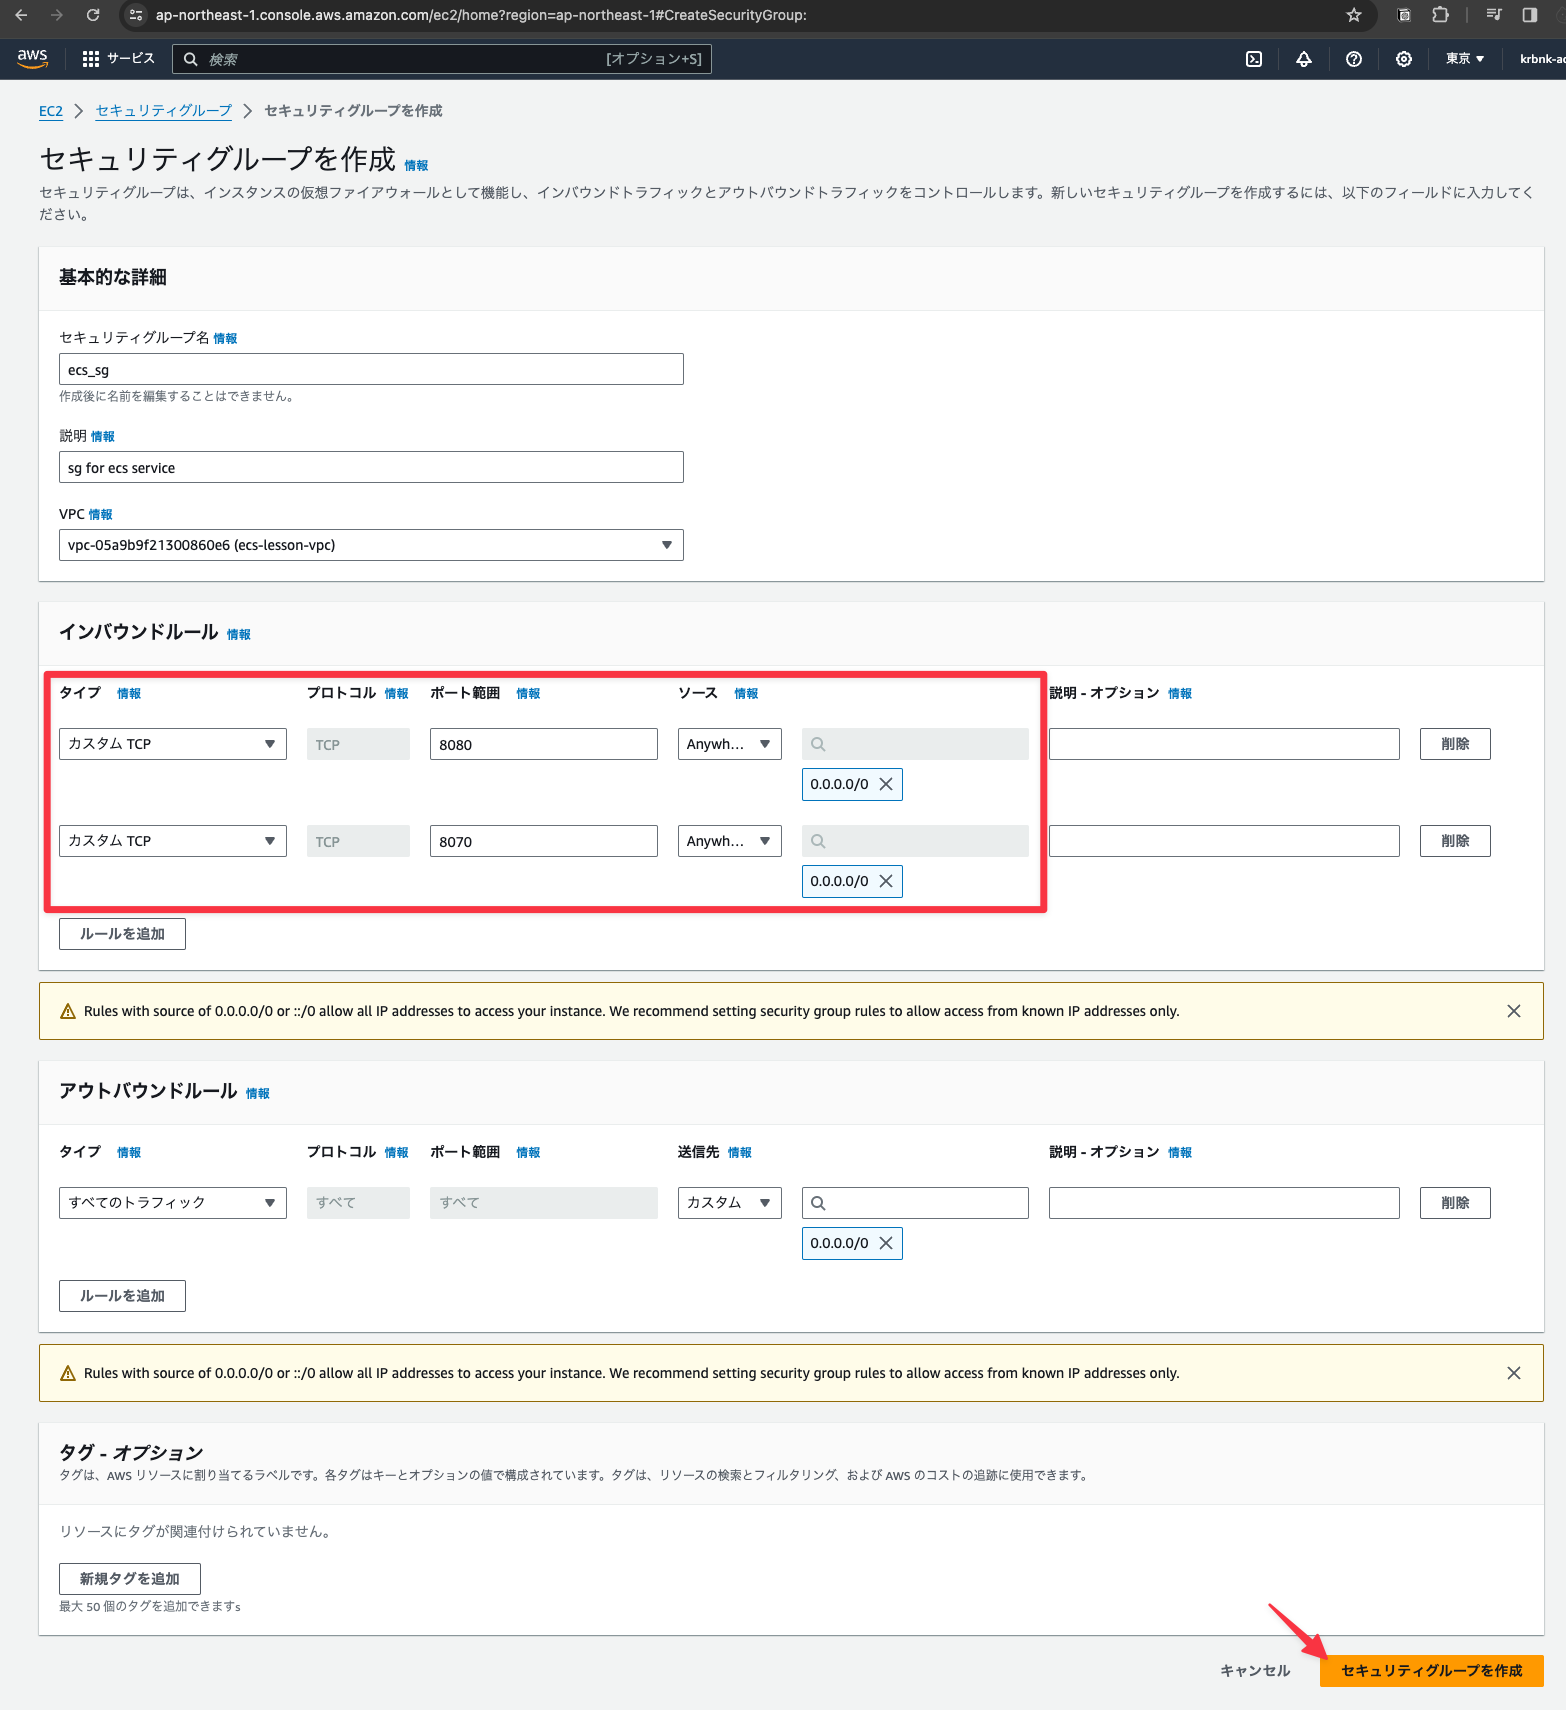 ap-northeast-1.console.aws.amazon.com/ec2/home?region=ap-northeast-1#CreateSecurityGroup:
aws サービス 検索 [オプション+S] 東京
EC2 セキュリティグループ セキュリティグループを作成
セキュリティグループを作成 情報
セキュリティグループは、インスタンスの仮想ファイアウォールとして機能し、インバウンドトラフィックとアウトバウンドトラフィックをコントロールします。新しいセキュリティグループを作成するには、以下のフィールドに入力してく
ださい。
基本的な詳細
セキュリティグループ名 情報
ecs_sg
作成後に名前を編集することはできません。
説明 情報
sg for ecs service
VPC 情報
vpc-05a9b9f21300860e6 (ecs-lesson-vpc)
インバウンドルール 情報
タイプ 情報 プロトコル 情報 ポート範囲 情報 ソース 情報 説明 - オプション 情報
カスタム TCP TCP 8080 Anywh... 削除
0.0.0.0/0
カスタム TCP TCP 8070 Anywh... 削除
0.0.0.0/0
ルールを追加
Rules with source of 0.0.0.0/0 or ::/0 allow all IP addresses to access your instance. We recommend setting security group rules to allow access from known IP addresses only.
アウトバウンドルール 情報
タイプ 情報 プロトコル 情報 ポート範囲 情報 送信先 情報 説明 - オプション 情報
すべてのトラフィック すべて すべて カスタム 削除
0.0.0.0/0
ルールを追加
Rules with source of 0.0.0.0/0 or ::/0 allow all IP addresses to access your instance. We recommend setting security group rules to allow access from known IP addresses only.
タグ - オプション
タグは、AWS リソースに割り当てるラベルです。各タグはキーとオプションの値で構成されています。タグは、リソースの検索とフィルタリング、および AWS のコストの追跡に使用できます。
リソースにタグが関連付けられていません。
新規タグを追加
最大 50 個のタグを追加できますs
キャンセル セキュリティグループを作成